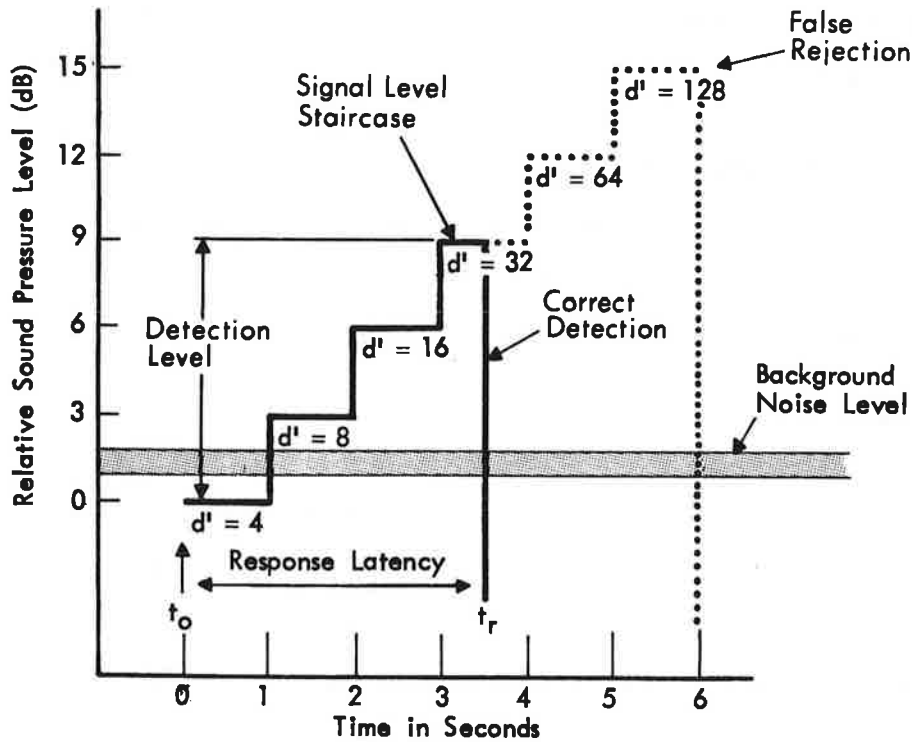 Relative Sound Pressure Level (dB)
15
12
9
6
3
0
False
Rejection
Signal Level
Staircase
d' = 128
d' = 64
d' = 32
Correct
Detection
Detection
Level
d' = 16
Background
Noise Level
d' = 8
d' = 4
Response Latency
to
tr
0 1 2 3 4 5 6
Time in Seconds